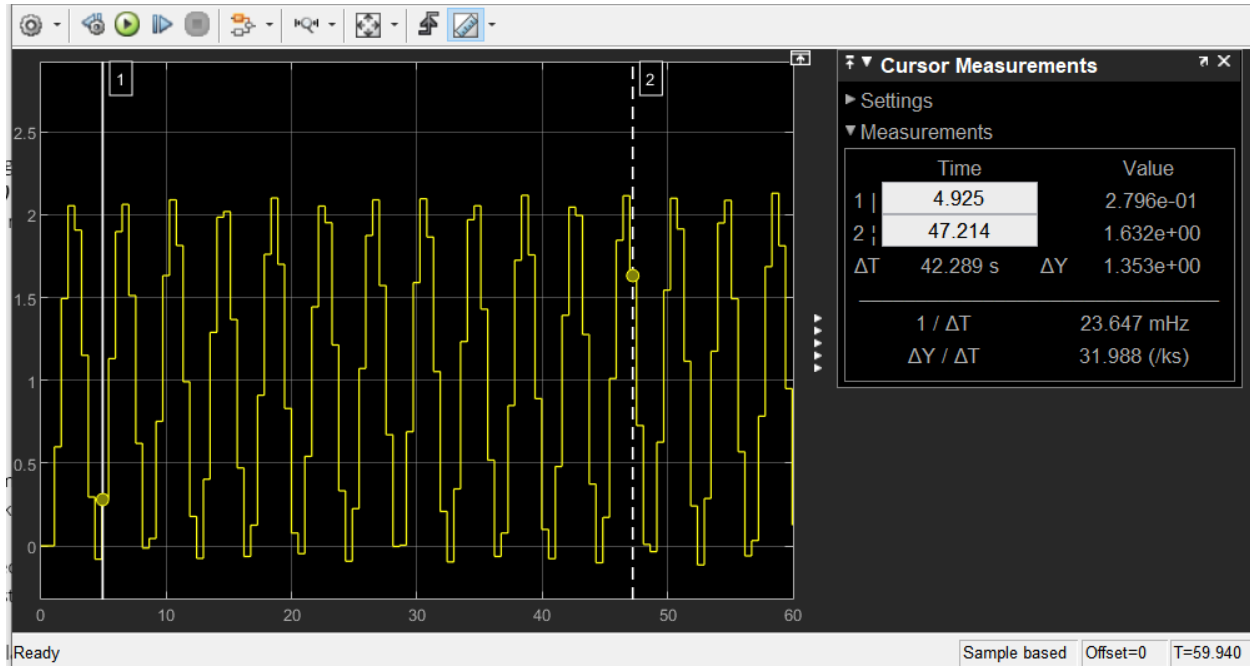 1
2
2.5
2
1.5
1
0.5
0
0 10 20 30 40 50 60
Cursor Measurements
Settings
Measurements
Time Value
1 | 4.925 2.796e-01
2 ¦ 47.214 1.632e+00
ΔT 42.289 s ΔY 1.353e+00
1 / ΔT 23.647 mHz
ΔY / ΔT 31.988 (/ks)
Ready Sample based Offset=0 T=59.940